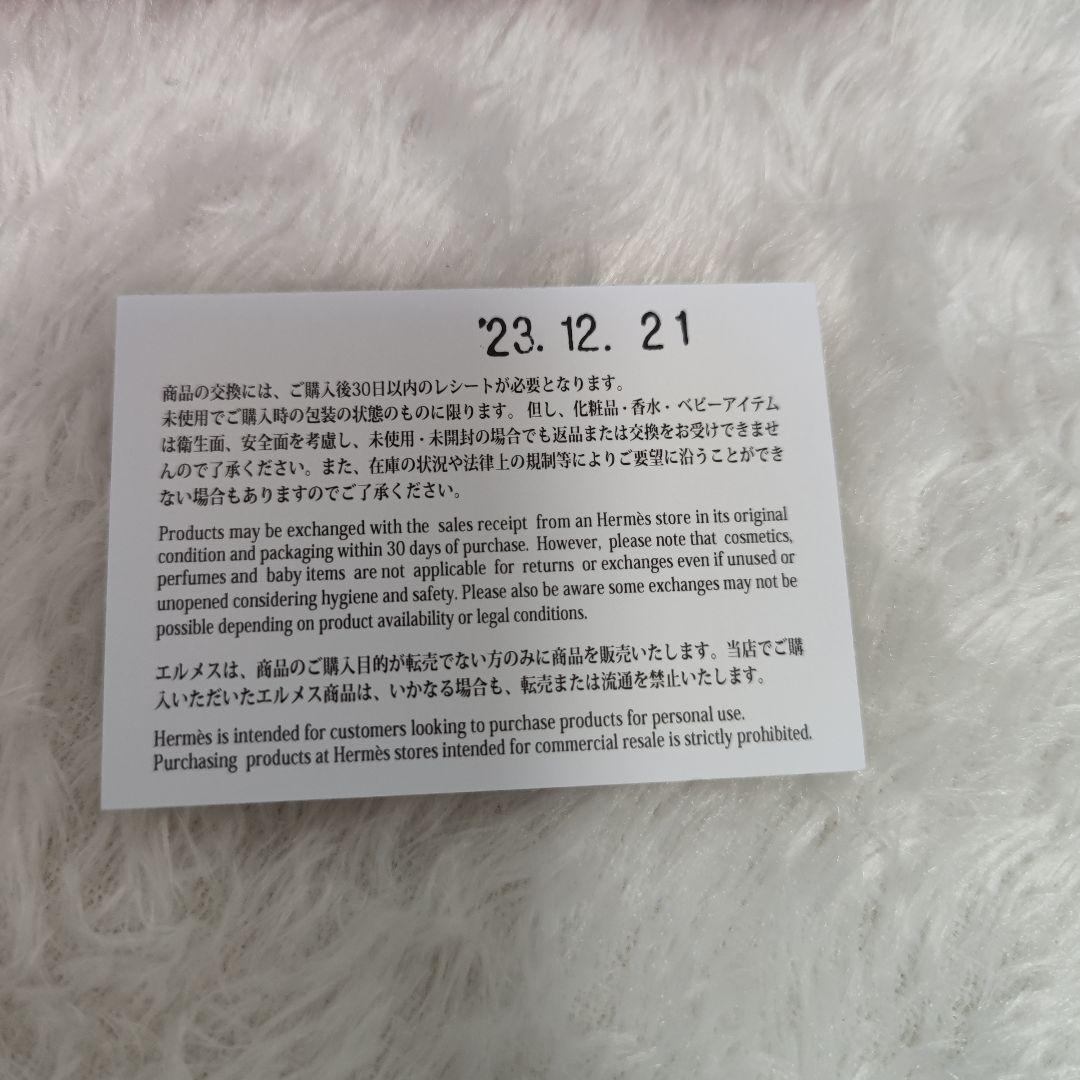 '23. 12. 21
商品の交換には、ご購入後30日以内のレシートが必要となります。
未使用でご購入時の包装の状態のものに限ります。但し、化粧品・香水・ベビーアイテム
は衛生面、安全面を考慮し、未使用・未開封の場合でも返品または交換をお受けできませ
んので了承ください。また、在庫の状況や法律上の規制等によりご要望に沿うことができ
ない場合もありますのでご了承ください。
Products may be exchanged with the sales receipt from an Hermès store in its original
condition and packaging within 30 days of purchase. However, please note that cosmetics,
perfumes and baby items are not applicable for returns or exchanges even if unused or
unopened considering hygiene and safety. Please also be aware some exchanges may not be
possible depending on product availability or legal conditions.
エルメスは、商品のご購入目的が転売でない方のみに商品を販売いたします。当店でご購
入いただいたエルメス商品は、いかなる場合も、転売または流通を禁止いたします。
Hermès is intended for customers looking to purchase products for personal use.
Purchasing products at Hermès stores intended for commercial resale is strictly prohibited.